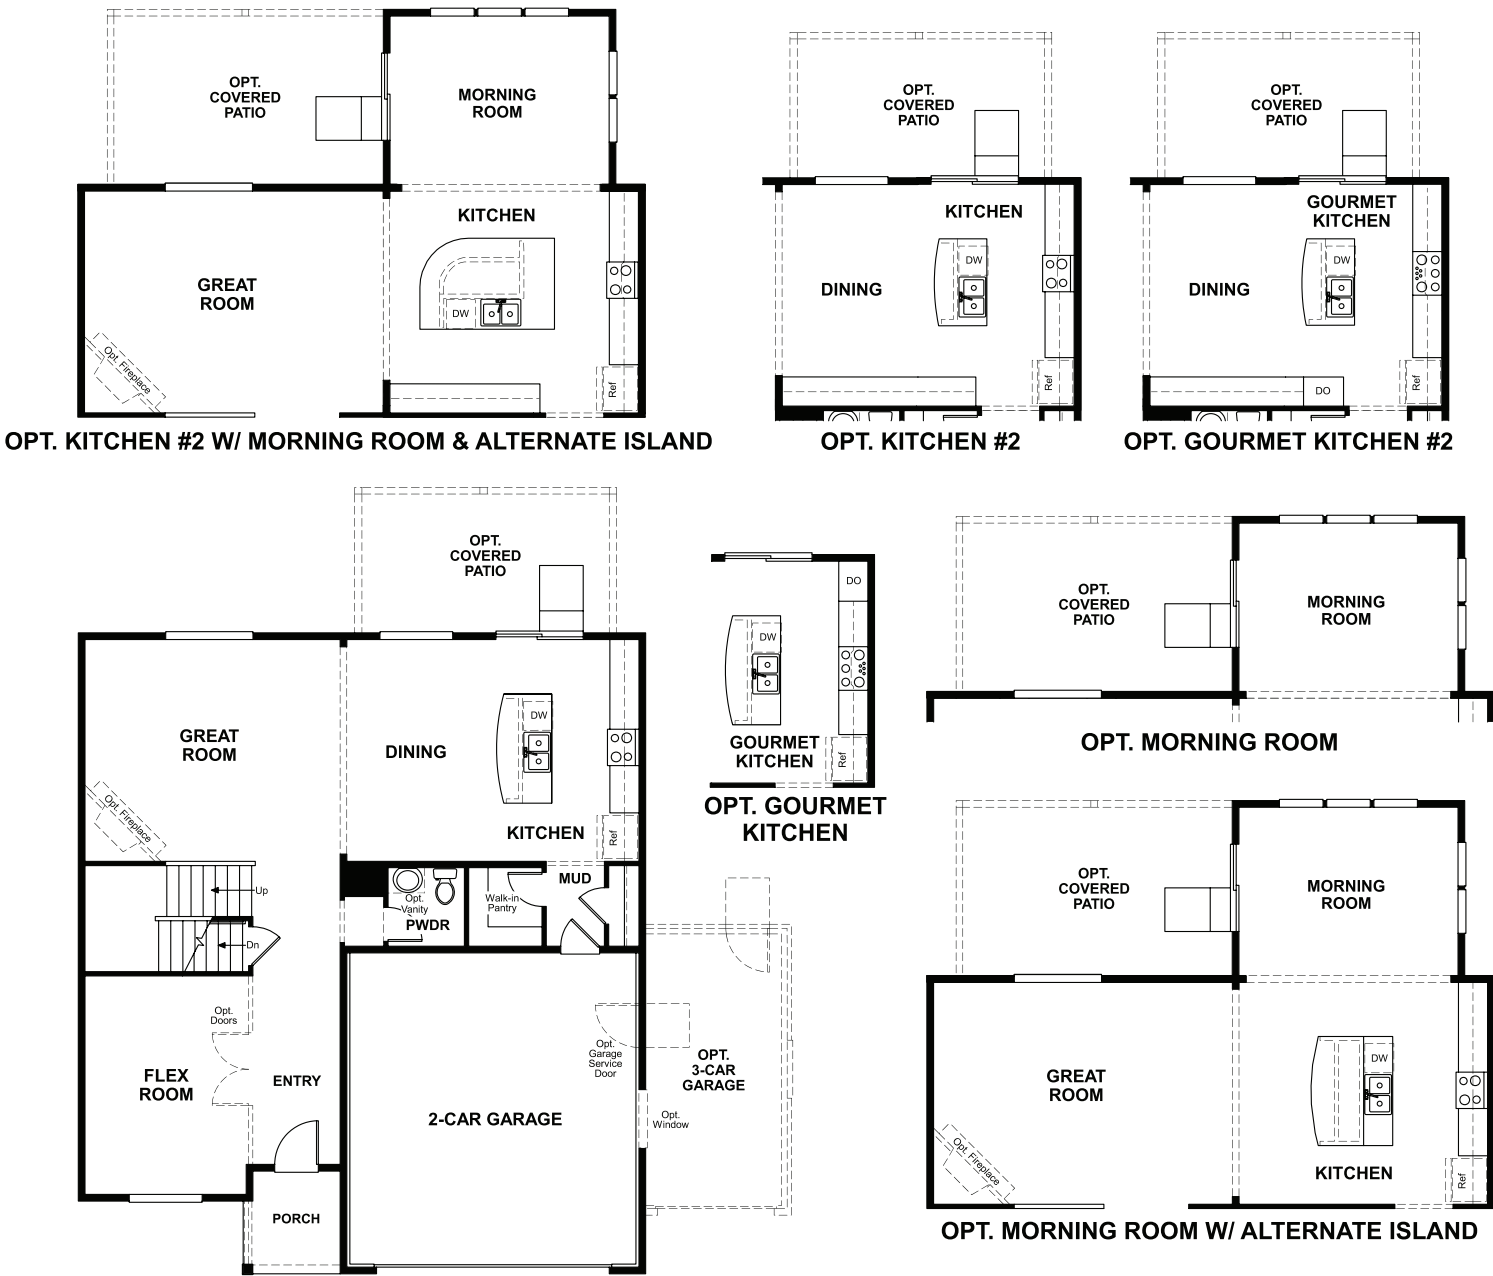 OPT.
COVERED
PATIO
MORNING
ROOM
KITCHEN
GREAT
ROOM
DW
Opt. Fireplace
Ref
OPT. KITCHEN #2 W/ MORNING ROOM & ALTERNATE ISLAND
OPT.
COVERED
PATIO
KITCHEN
DW
DINING
Ref
OPT. KITCHEN #2
OPT.
COVERED
PATIO
GOURMET
KITCHEN
DW
DINING
Ref
DO
OPT. GOURMET KITCHEN #2
OPT.
COVERED
PATIO
GREAT
ROOM
DINING
DW
KITCHEN
Ref
Opt. Fireplace
Up
Dn
Opt.
Vanity
PWDR
Walk-in
Pantry
MUD
Opt.
Doors
FLEX
ROOM
ENTRY
PORCH
2-CAR GARAGE
Opt.
Garage
Service
Door
OPT.
3-CAR
GARAGE
Opt.
Window
DO
DW
GOURMET
KITCHEN
Ref
OPT. GOURMET
KITCHEN
OPT.
COVERED
PATIO
MORNING
ROOM
OPT. MORNING ROOM
OPT.
COVERED
PATIO
MORNING
ROOM
GREAT
ROOM
DW
KITCHEN
Ref
Opt. Fireplace
OPT. MORNING ROOM W/ ALTERNATE ISLAND